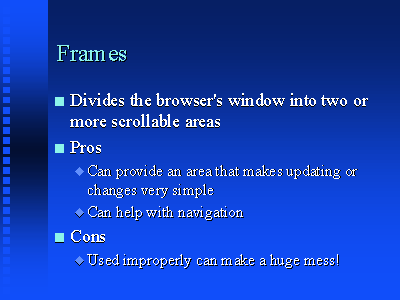 Frames
Divides the browser's window into two or
more scrollable areas
Pros
Can provide an area that makes updating or
changes very simple
Can help with navigation
Cons
Used improperly can make a huge mess!